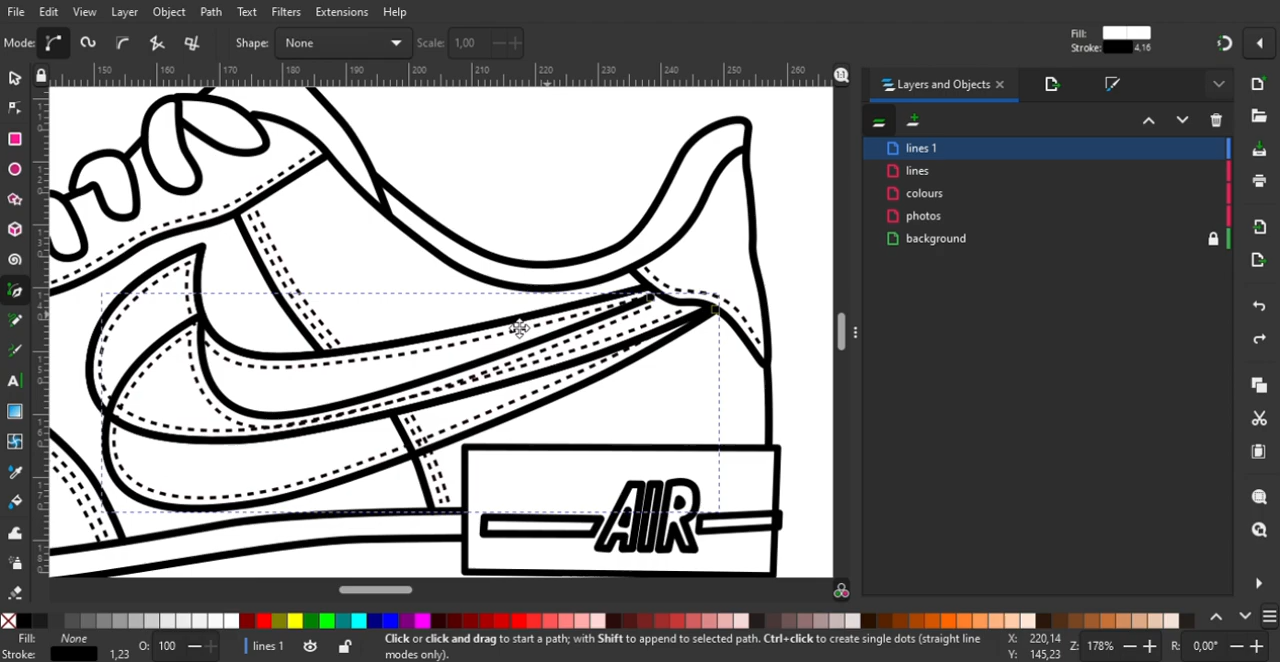 File Edit View Layer Object Path Text Filters Extensions Help
Mode: Shape: None Scale: 1,00 Fill: Stroke: 4,16
150 160 170 180 190 200 210 220 230 240 250 260
Layers and Objects
lines 1
lines
colours
photos
background
AIR
Fill: None O: 100 lines 1 Click or click and drag to start a path; with Shift to append to selected path. Ctrl+click to create single dots (straight line X: 220,14 Z: 178% R: 0,00°
Stroke: 1,23 modes only). Y: 145,23